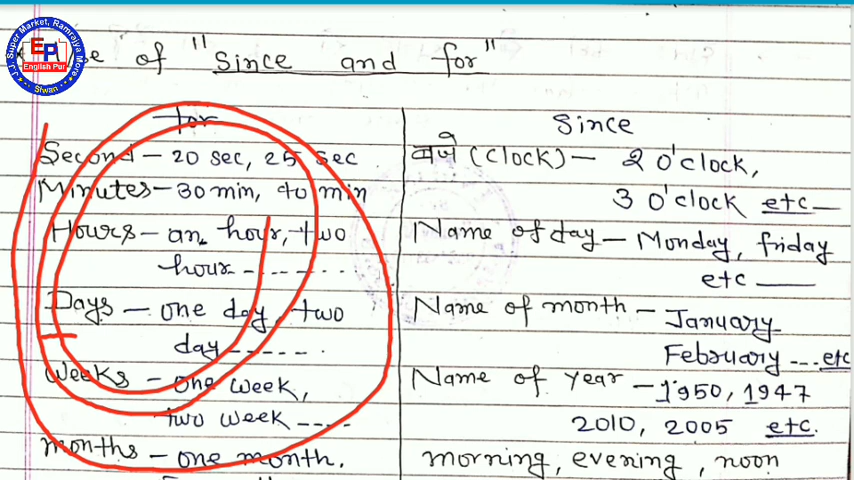 J.J. Super Market, Ramrajya More
EP
English Pur
Siwan
se of "Since and for"
for
Second – 20 sec, 25 sec
Minutes – 30 min, 40 min
Hours – an hour, two
hour --------
Days – one day, two
day ------
Weeks – one week,
two week ----
months – one month,
Since
बजे (Clock) – 2 O'clock,
3 O'clock etc —
Name of day – Monday, friday
etc —
Name of month – January
February ... etc
Name of year – 1950, 1947
2010, 2005 etc.
morning, evening, noon